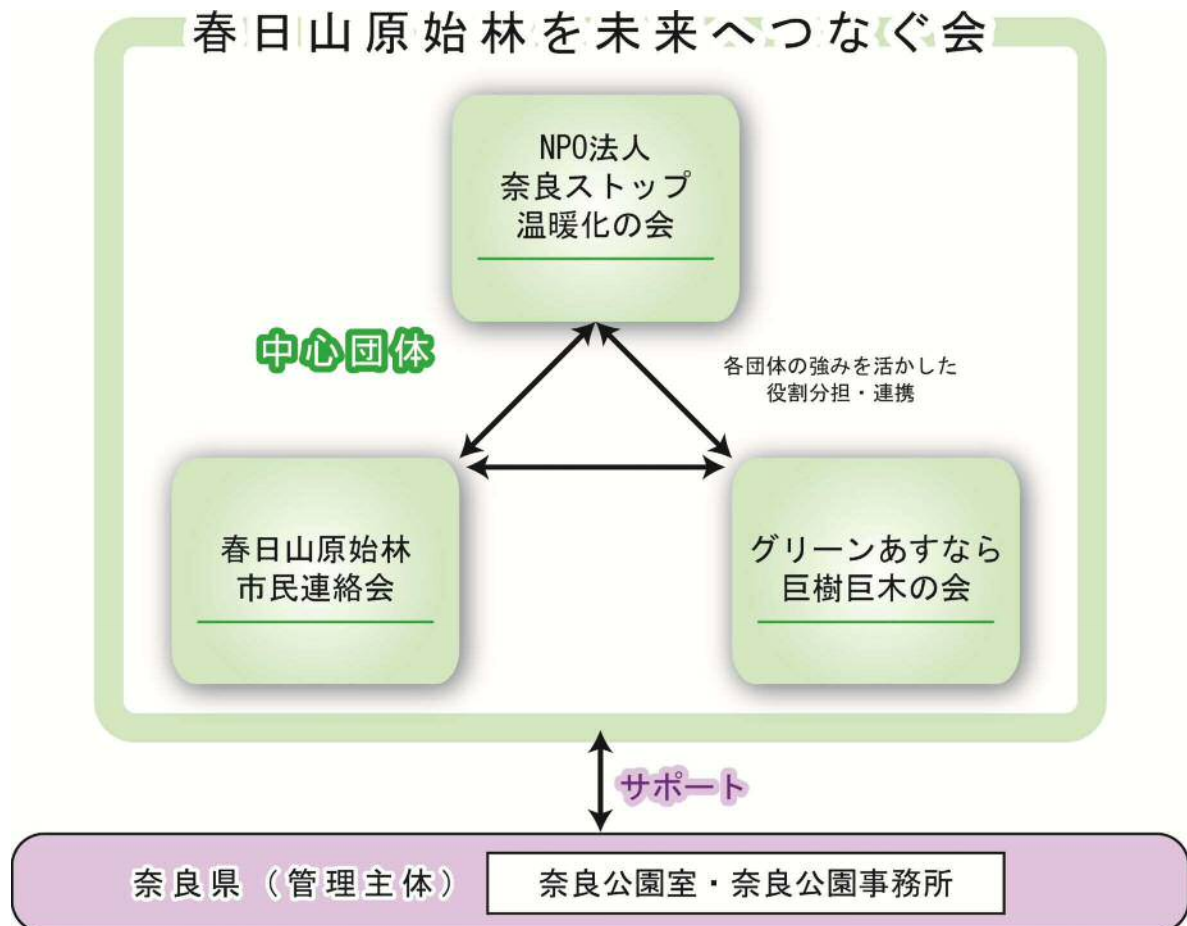 春日山原始林を未来へつなぐ会
NPO法人
奈良ストップ
温暖化の会
中心団体
各団体の強みを活かした
役割分担・連携
春日山原始林
市民連絡会
グリーンあすなら
巨樹巨木の会
サポート
奈良県(管理主体) 奈良公園室・奈良公園事務所